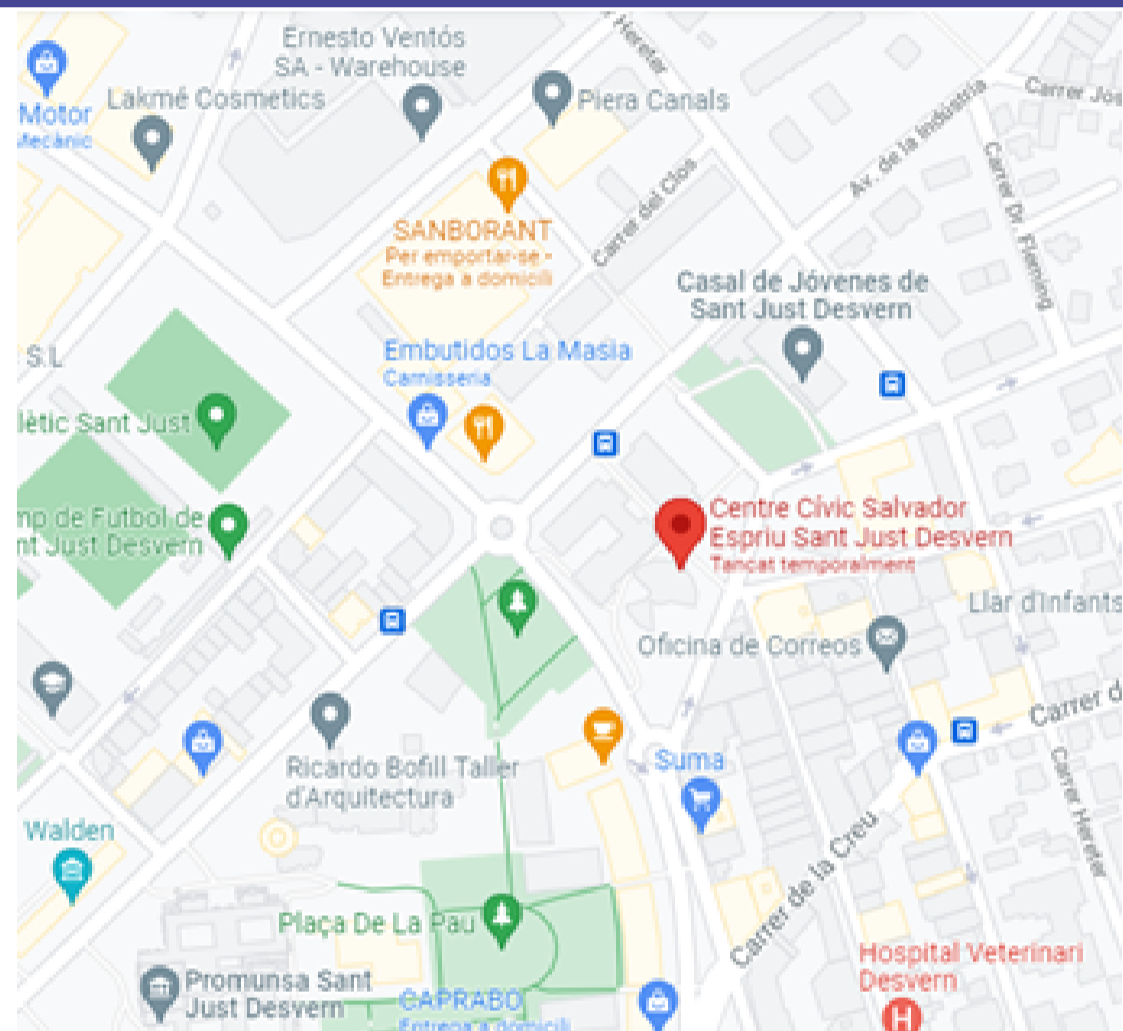 Ernesto Ventós
SA - Warehouse
Hereter
Motor
Mecànic
Lakmé Cosmetics
Piera Canals
Av. de la Indústria
Carrer Jos
Carrer Dr. Fleming
Carrer del Clos
SANBORANT
Per emportar-se -
Entrega a domicili
Casal de Jóvenes de
Sant Just Desvern
S.L
Embutidos La Masia
Carnisseria
lètic Sant Just
mp de Futbol de
nt Just Desvern
Centre Cívic Salvador
Espriu Sant Just Desvern
Tancat temporalment
Llar d'Infants
Oficina de Correos
Carrer d
Ricardo Bofill Taller
d'Arquitectura
Suma
Carrer Hereter
Walden
Carrer de la Creu
Plaça De La Pau
Hospital Veterinari
Desvern
H
Promunsa Sant
Just Desvern
CAPRABO
Entrega a domicili